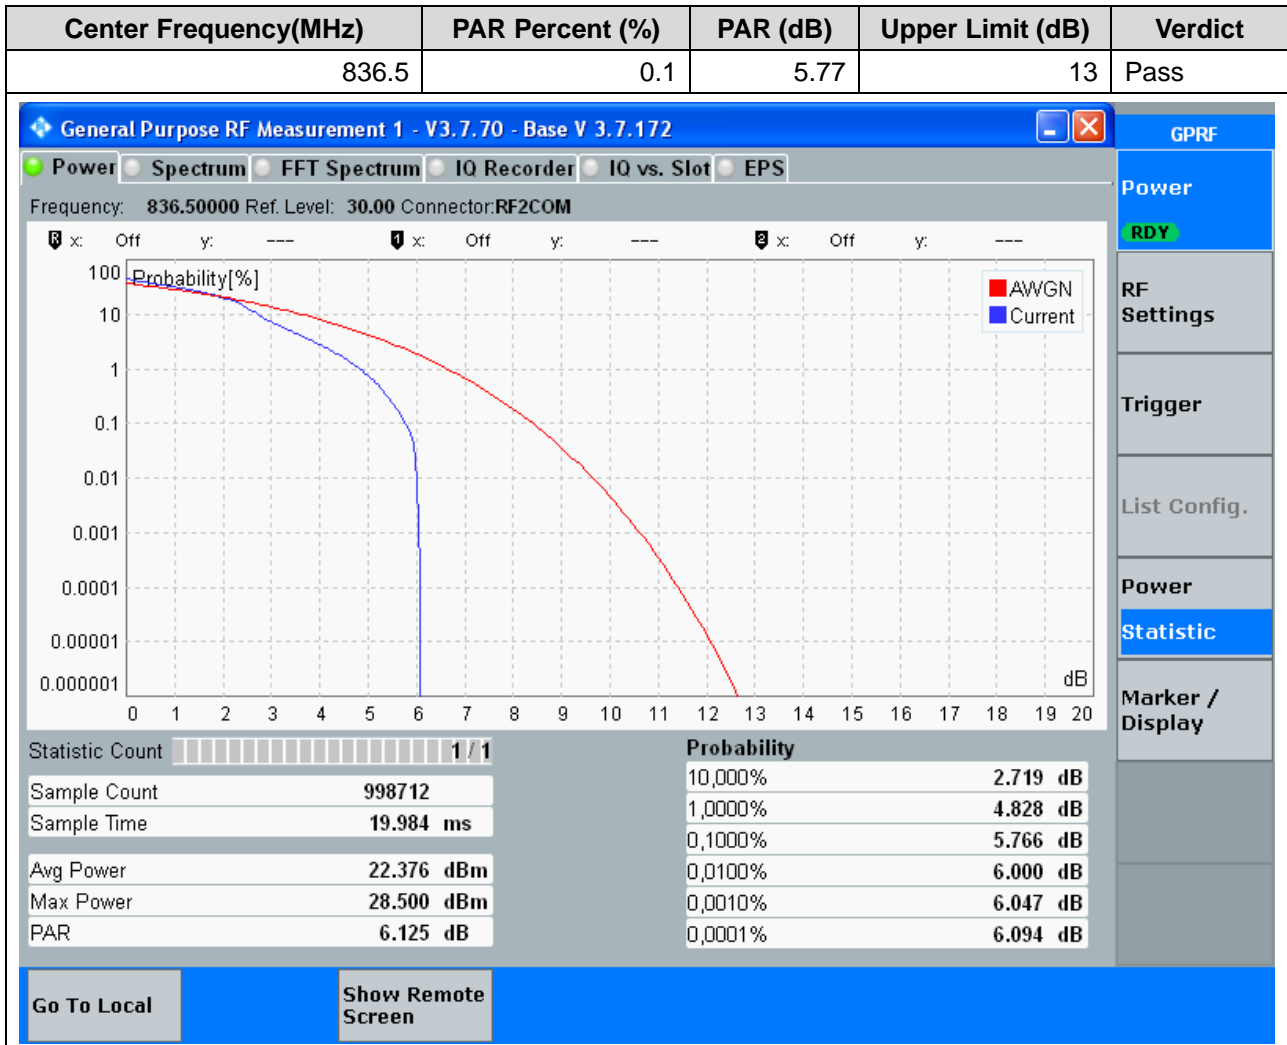 Center Frequency(MHz) PAR Percent (%) PAR (dB) Upper Limit (dB) Verdict
836.5 0.1 5.77 13 Pass
General Purpose RF Measurement 1 - V3.7.70 - Base V 3.7.172
GPRF
Power Spectrum FFT Spectrum IQ Recorder IQ vs. Slot EPS
Power
RDY
Frequency: 836.50000 Ref. Level: 30.00 Connector:RF2COM
R x: Off y: --- 1 x: Off y: --- 2 x: Off y: ---
Probability[%]
AWGN
Current
100
10
1
0.1
0.01
0.001
0.0001
0.00001
0.000001
dB
0 1 2 3 4 5 6 7 8 9 10 11 12 13 14 15 16 17 18 19 20
RF
Settings
Trigger
List Config.
Power
Statistic
Marker /
Display
Statistic Count 1 / 1
Sample Count 998712
Sample Time 19.984 ms
Avg Power 22.376 dBm
Max Power 28.500 dBm
PAR 6.125 dB
Probability
10,000% 2.719 dB
1,0000% 4.828 dB
0,1000% 5.766 dB
0,0100% 6.000 dB
0,0010% 6.047 dB
0,0001% 6.094 dB
Go To Local
Show Remote
Screen